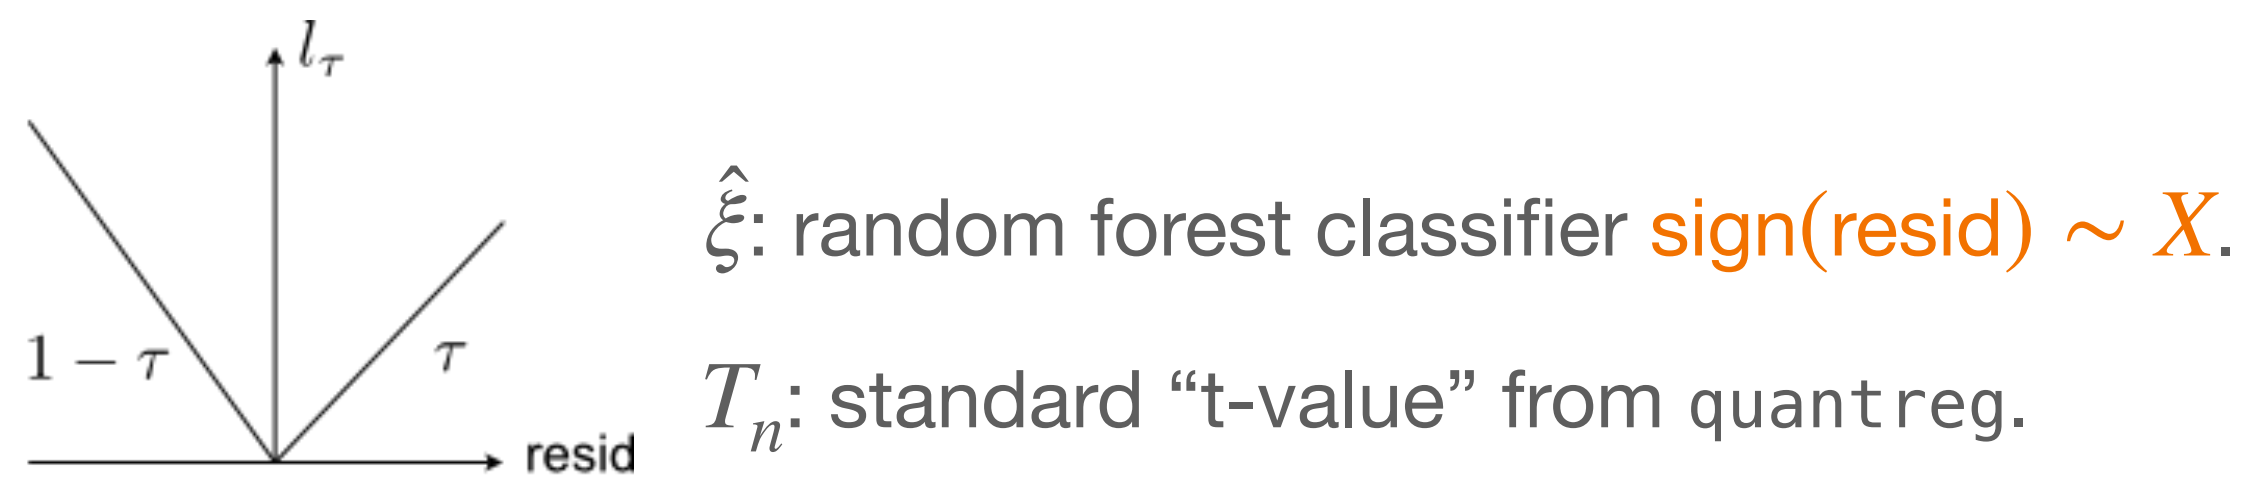 l_τ
1 − τ
τ
resid
ξ̂: random forest classifier sign(resid) ∼ X.
T_n: standard “t-value” from quantreg.